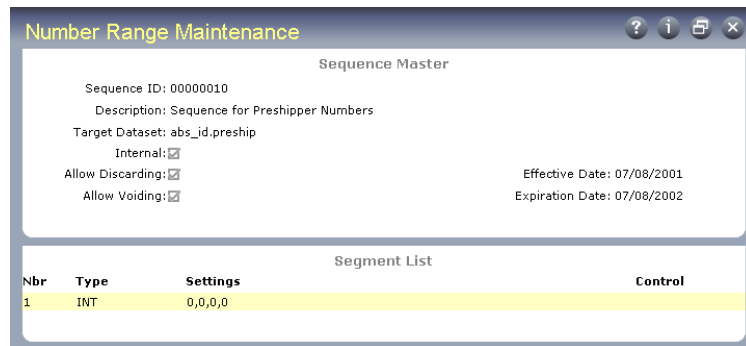 Number Range Maintenance
Sequence Master
Sequence ID: 00000010
Description: Sequence for Preshipper Numbers
Target Dataset: abs_id.preship
Internal:
Allow Discarding: Effective Date: 07/08/2001
Allow Voiding: Expiration Date: 07/08/2002
Segment List
Nbr Type Settings Control
1 INT 0,0,0,0